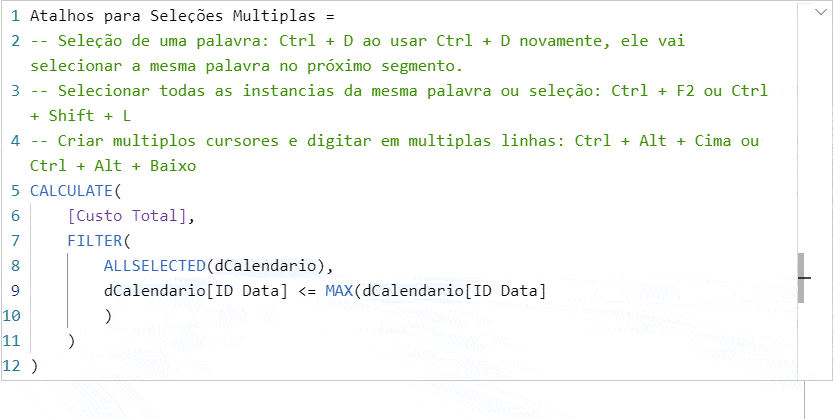 1 Atalhos para Seleções Multiplas =
2 -- Seleção de uma palavra: Ctrl + D ao usar Ctrl + D novamente, ele vai
selecionar a mesma palavra no próximo segmento.
3 -- Selecionar todas as instancias da mesma palavra ou seleção: Ctrl + F2 ou Ctrl
+ Shift + L
4 -- Criar multiplos cursores e digitar em multiplas linhas: Ctrl + Alt + Cima ou
Ctrl + Alt + Baixo
5 CALCULATE(
6     [Custo Total],
7     FILTER(
8         ALLSELECTED(dCalendario),
9         dCalendario[ID Data] <= MAX(dCalendario[ID Data]
10         )
11     )
12 )